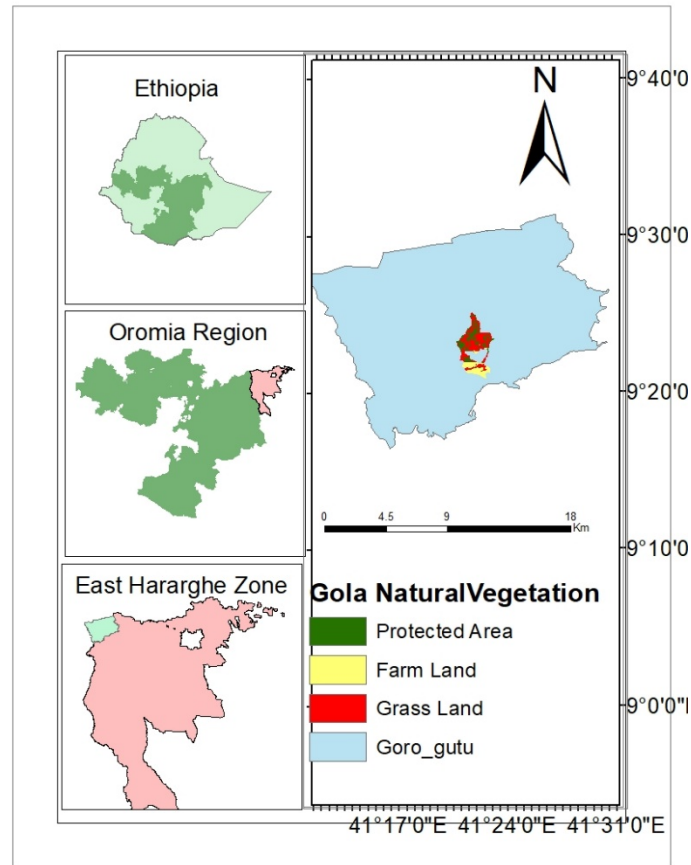 Ethiopia
Oromia Region
East Hararghe Zone
N
0 4.5 9 18
Km
Gola NaturalVegetation
Protected Area
Farm Land
Grass Land
Goro_gutu
9°40'0
9°30'0
9°20'0
9°10'0
9°0'0"
41°17'0"E 41°24'0"E 41°31'0"E